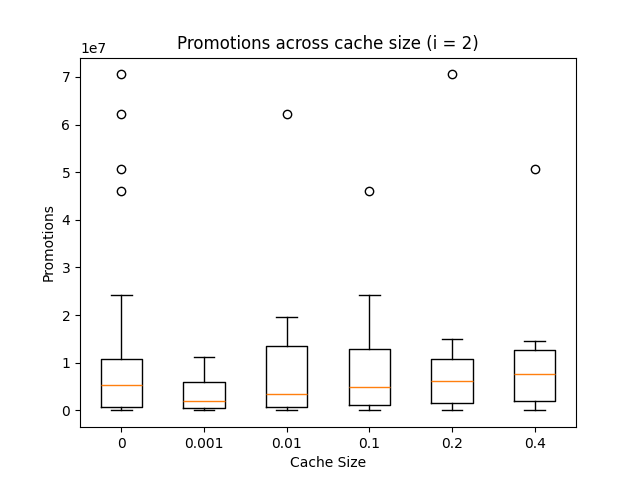 Promotions across cache size (i = 2)
1e7
7
6
5
4
3
2
1
0
Promotions
0 0.001 0.01 0.1 0.2 0.4
Cache Size